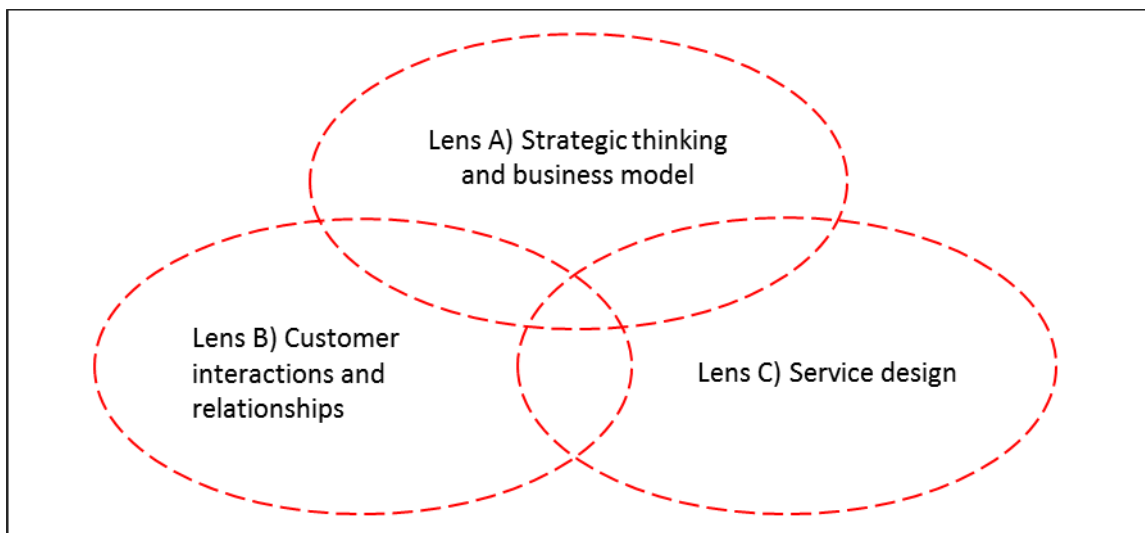 Lens A) Strategic thinking
and business model
Lens B) Customer
interactions and
relationships
Lens C) Service design